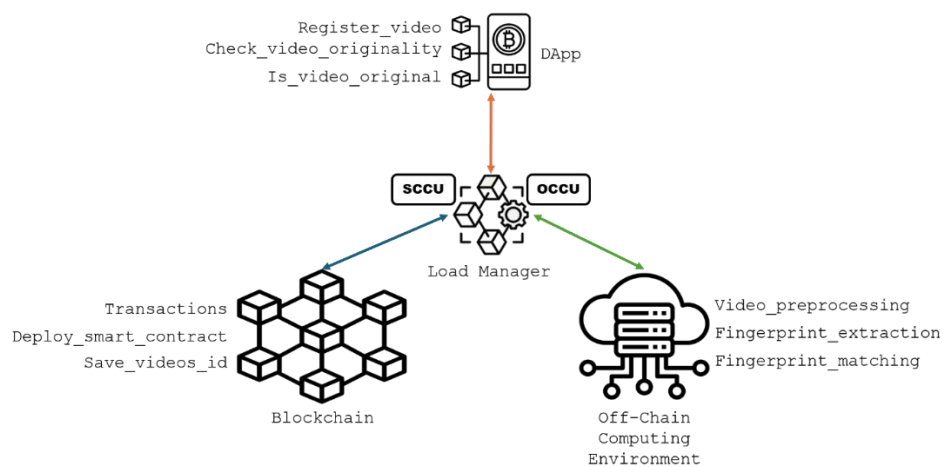 Register_video
Check_video_originality
Is_video_original
DApp
SCCU
OCCU
Load Manager
Transactions
Deploy_smart_contract
Save_videos_id
Blockchain
Video_preprocessing
Fingerprint_extraction
Fingerprint_matching
Off-Chain
Computing
Environment